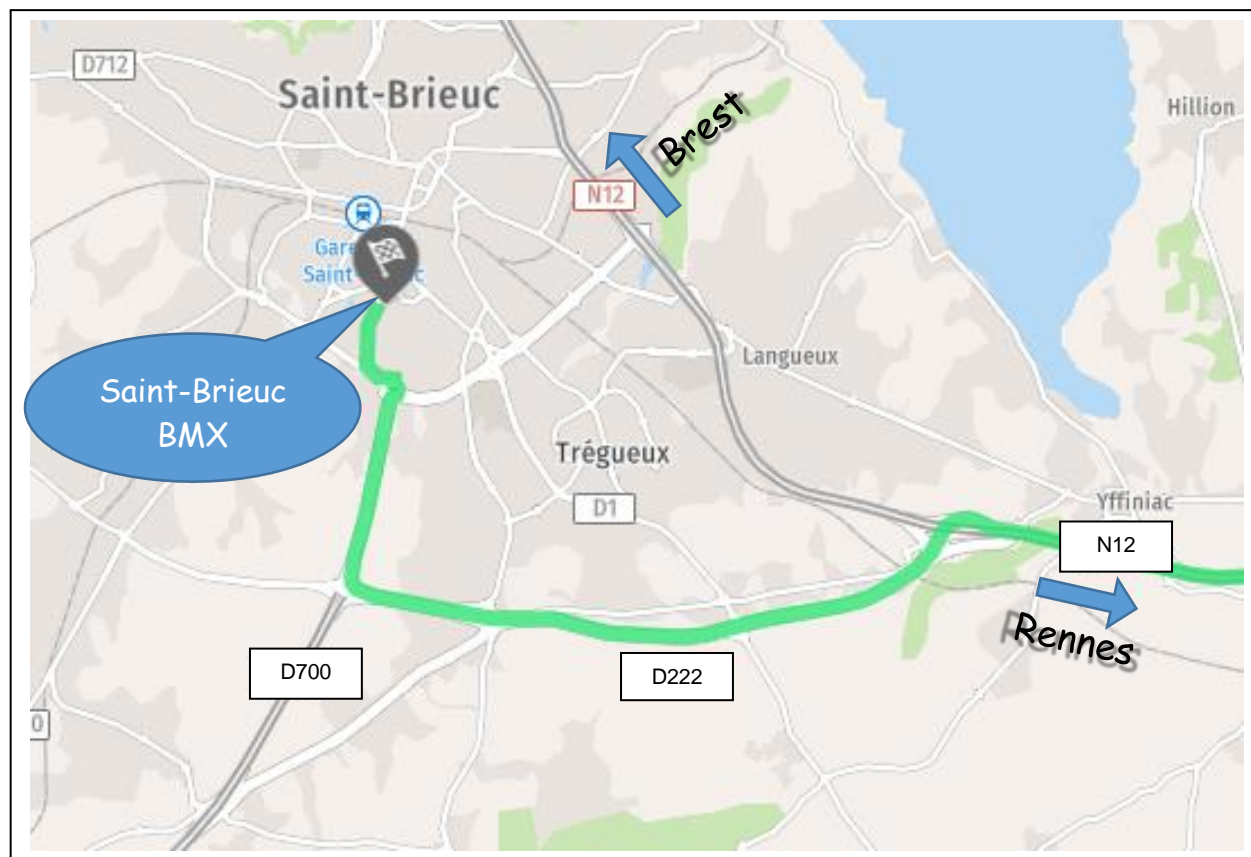 D712
Saint-Brieuc
Hillion
Brest
N12
Gare
Saint-
c
Langueux
Saint-Brieuc
BMX
Trégueux
D1
Yffiniac
N12
Rennes
D700
D222
0